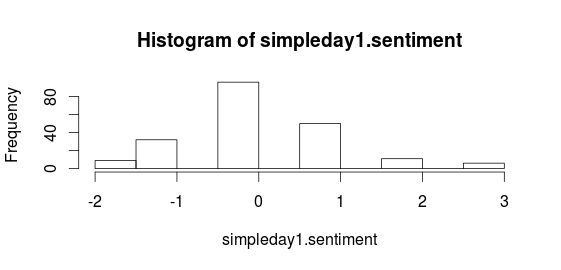 Histogram of simpleday1.sentiment
Frequency
80
40
0
-2 -1 0 1 2 3
simpleday1.sentiment